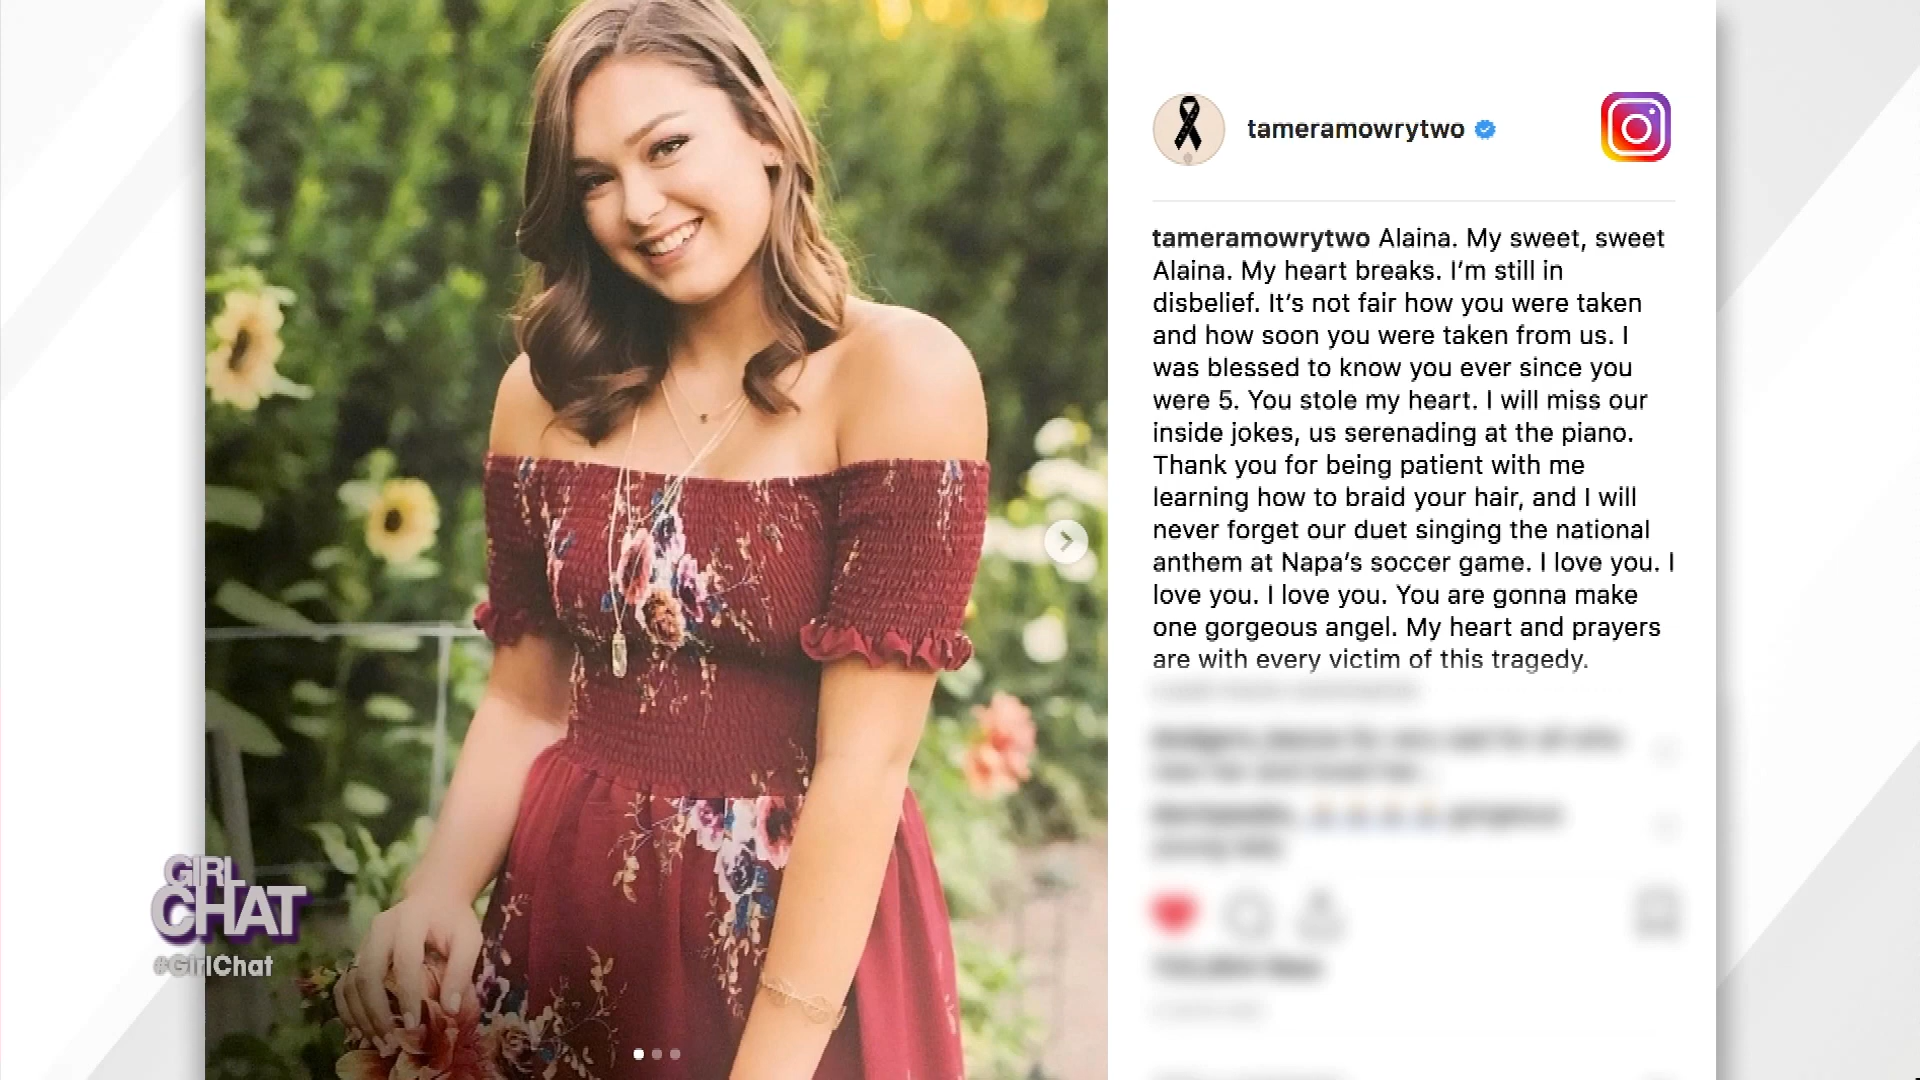 tameramowrytwo
tameramowrytwo Alaina. My sweet, sweet
Alaina. My heart breaks. I'm still in
disbelief. It's not fair how you were taken
and how soon you were taken from us. I
was blessed to know you ever since you
were 5. You stole my heart. I will miss our
inside jokes, us serenading at the piano.
Thank you for being patient with me
learning how to braid your hair, and I will
never forget our duet singing the national
anthem at Napa's soccer game. I love you. I
love you. I love you. You are gonna make
one gorgeous angel. My heart and prayers
are with every victim of this tragedy.
GIRL
CHAT
#GirlChat